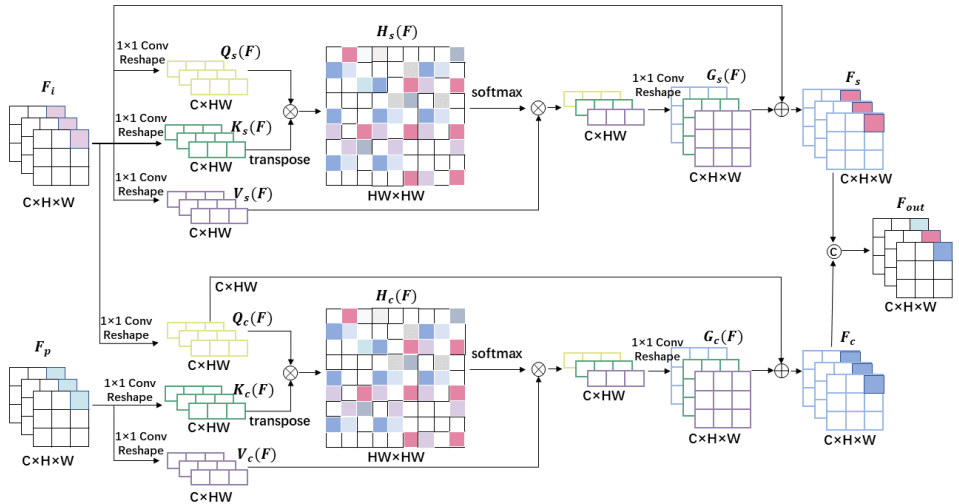 1×1 Conv
Reshape
Q_s(F)
H_s(F)
C×HW
F_i
1×1 Conv
Reshape
K_s(F)
C×HW
transpose
1×1 Conv
Reshape
V_s(F)
C×HW
C×H×W
HW×HW
softmax
C×HW
1×1 Conv
Reshape
G_s(F)
C×H×W
F_s
C×H×W
F_out
C
C×H×W
C×HW
1×1 Conv
Reshape
Q_c(F)
H_c(F)
C×HW
F_p
1×1 Conv
Reshape
K_c(F)
C×HW
transpose
1×1 Conv
Reshape
V_c(F)
C×HW
C×H×W
HW×HW
softmax
C×HW
1×1 Conv
Reshape
G_c(F)
C×H×W
F_c
C×H×W